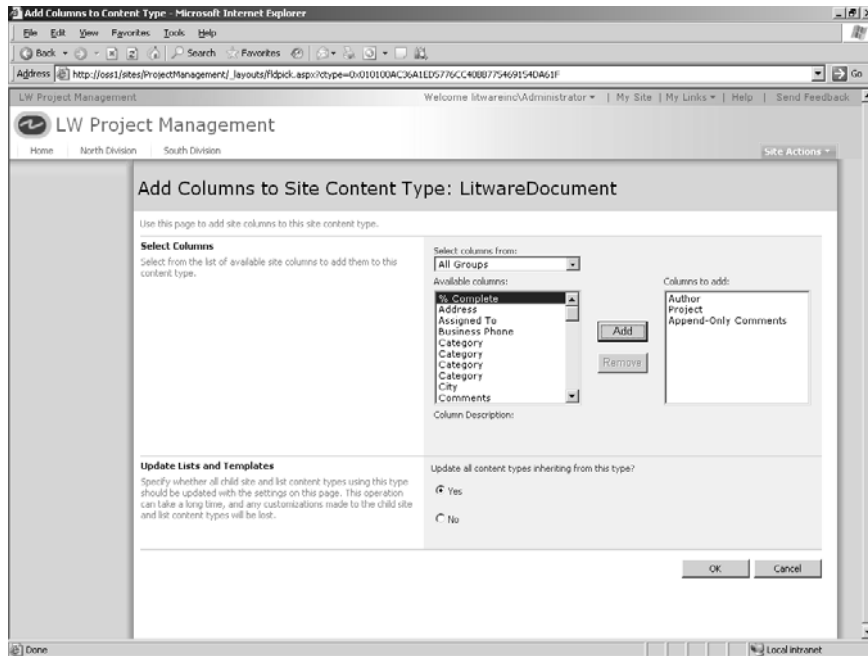 Add Columns to Content Type - Microsoft Internet Explorer
File Edit View Favorites Tools Help
Back Search Favorites
Address http://oss1/sites/ProjectManagement/_layouts/fldpick.aspx?ctype=0x010100AC36A1ED5776CC40BB775469154DA61F Go
LW Project Management Welcome litwareinc\Administrator | My Site | My Links | Help | Send Feedback
LW Project Management
Home North Division South Division Site Actions
Add Columns to Site Content Type: LitwareDocument
Use this page to add site columns to this site content type.
Select Columns
Select from the list of available site columns to add them to this
content type.
Select columns from:
All Groups
Available columns:
% Complete
Address
Assigned To
Business Phone
Category
Category
Category
Category
City
Comments
Column Description:
Add
Remove
Columns to add:
Author
Project
Append-Only Comments
Update Lists and Templates
Specify whether all child site and list content types using this type
should be updated with the settings on this page. This operation
can take a long time, and any customizations made to the child site
and list content types will be lost.
Update all content types inheriting from this type?
Yes
No
OK Cancel
Done Local intranet